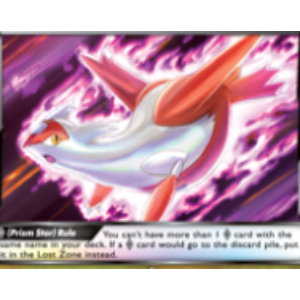 (Prism Star) Rule You can't have more than 1 ◇ card with the
same name in your deck. If a ◇ card would go to the discard pile, put
it in the Lost Zone instead.